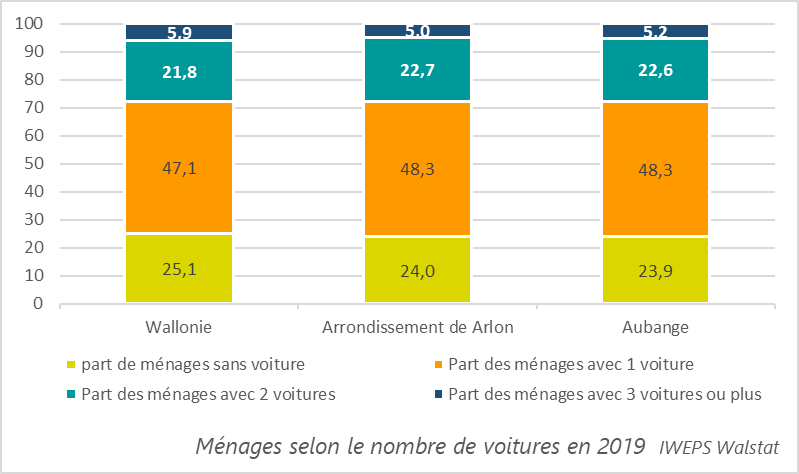 100
90
80
70
60
50
40
30
20
10
0
5,9 5,0 5,2
21,8 22,7 22,6
47,1 48,3 48,3
25,1 24,0 23,9
Wallonie Arrondissement de Arlon Aubange
part de ménages sans voiture Part des ménages avec 1 voiture
Part des ménages avec 2 voitures Part des ménages avec 3 voitures ou plus
Ménages selon le nombre de voitures en 2019 IWEPS Walstat